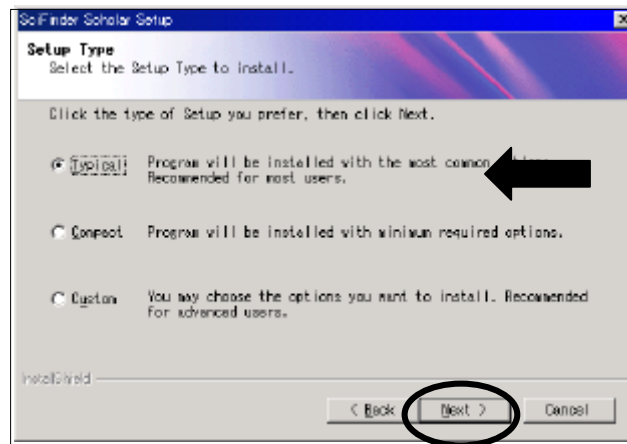 SciFinder Scholar Setup
Setup Type
Select the Setup Type to install.
Click the type of Setup you prefer, then click Next.
Typical
Program will be installed with the most common
Recommended for most users.
Compact
Program will be installed with minimum required options.
Custom
You may choose the options you want to install. Recommended
for advanced users.
InstallShield
< Back
Next >
Cancel